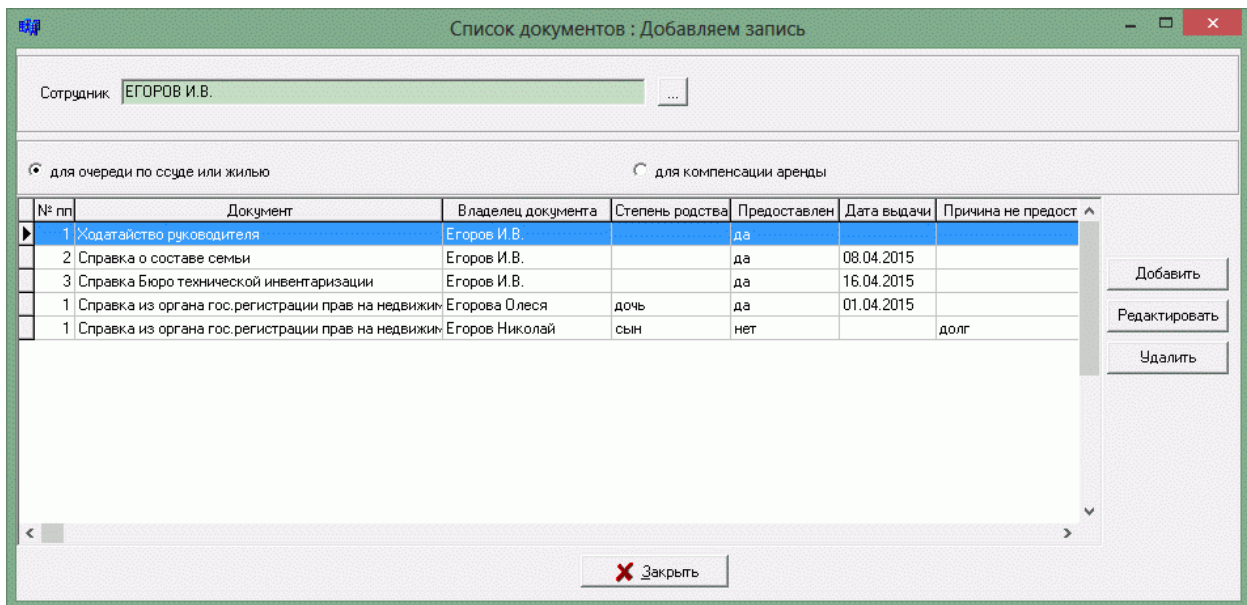 Список документов : Добавляем запись
Сотрудник ЕГОРОВ И.В. ...
для очереди по ссуде или жилью для компенсации аренды
№ пп Документ Владелец документа Степень родства Предоставлен Дата выдачи Причина не предост
1 Ходатайство руководителя Егоров И.В. да
2 Справка о составе семьи Егоров И.В. да 08.04.2015
3 Справка Бюро технической инвентаризации Егоров И.В. да 16.04.2015
1 Справка из органа гос.регистрации прав на недвижим Егорова Олеся дочь да 01.04.2015
1 Справка из органа гос.регистрации прав на недвижим Егоров Николай сын нет долг
Добавить
Редактировать
Удалить
Закрыть